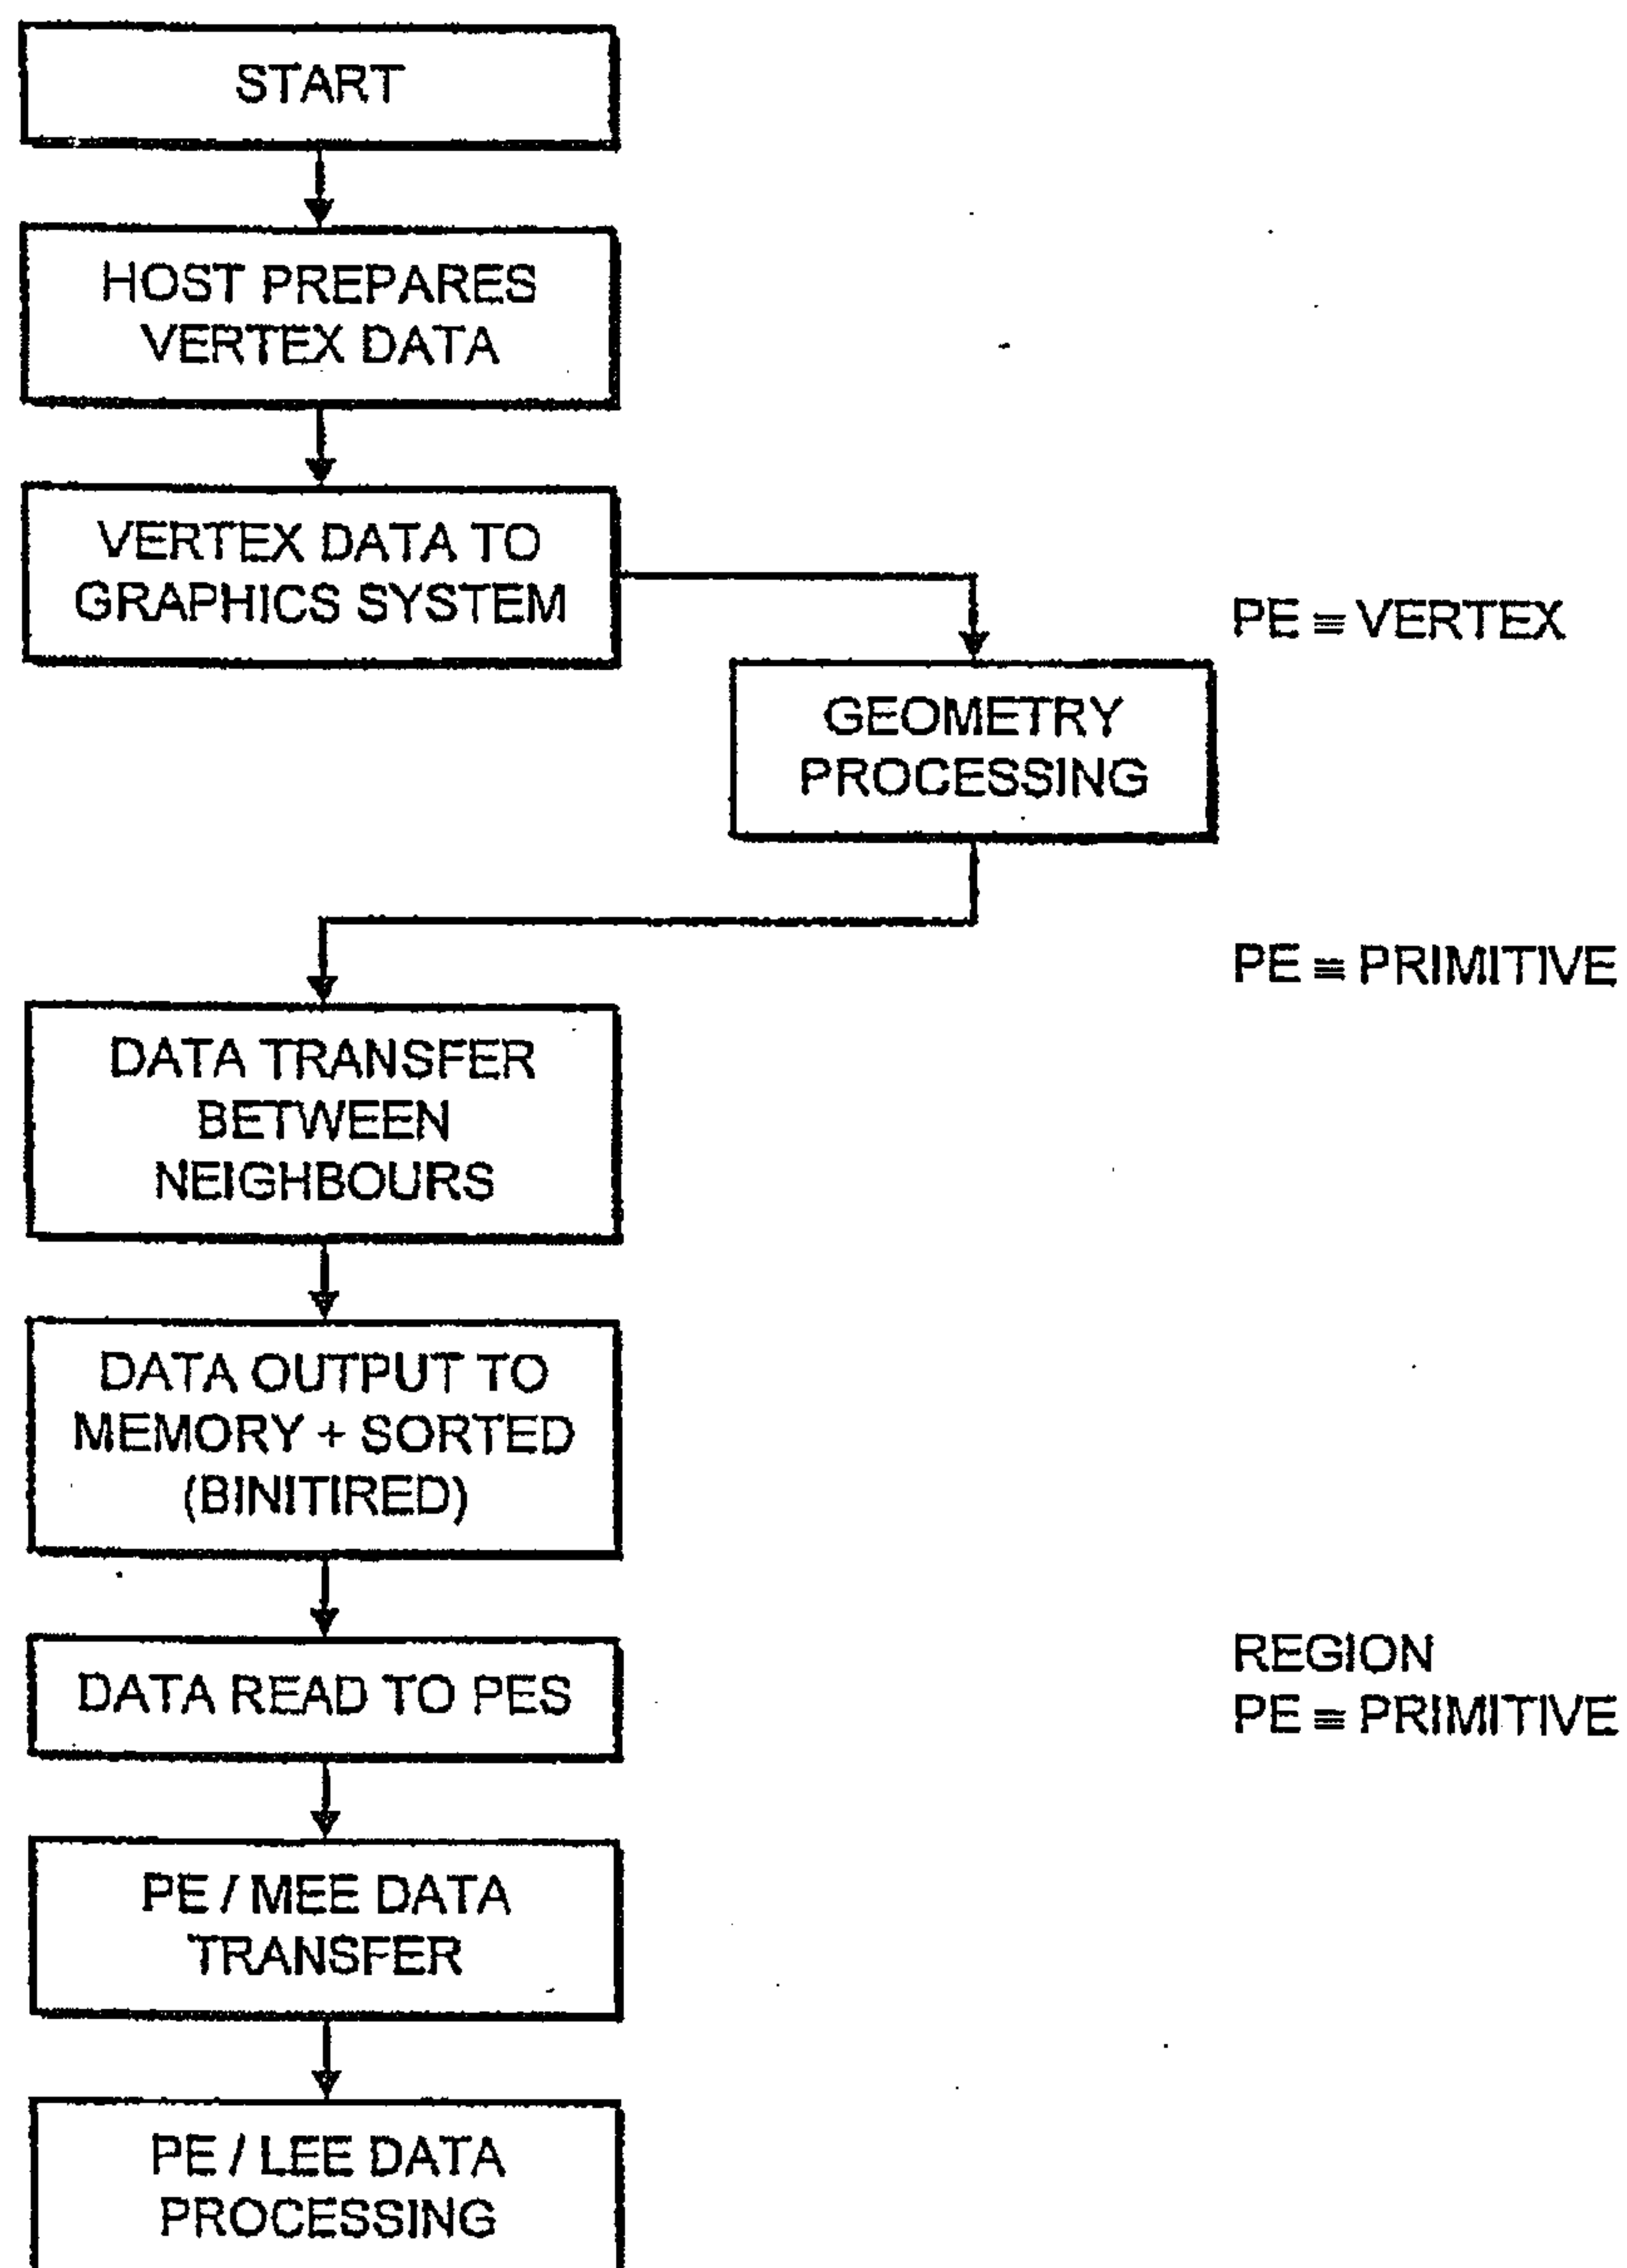 START
HOST PREPARES
VERTEX DATA
VERTEX DATA TO
GRAPHICS SYSTEM
PE ≡ VERTEX
GEOMETRY
PROCESSING
PE ≡ PRIMITIVE
DATA TRANSFER
BETWEEN
NEIGHBOURS
DATA OUTPUT TO
MEMORY + SORTED
(BINITIRED)
DATA READ TO PES
REGION
PE ≡ PRIMITIVE
PE / MEE DATA
TRANSFER
PE / LEE DATA
PROCESSING